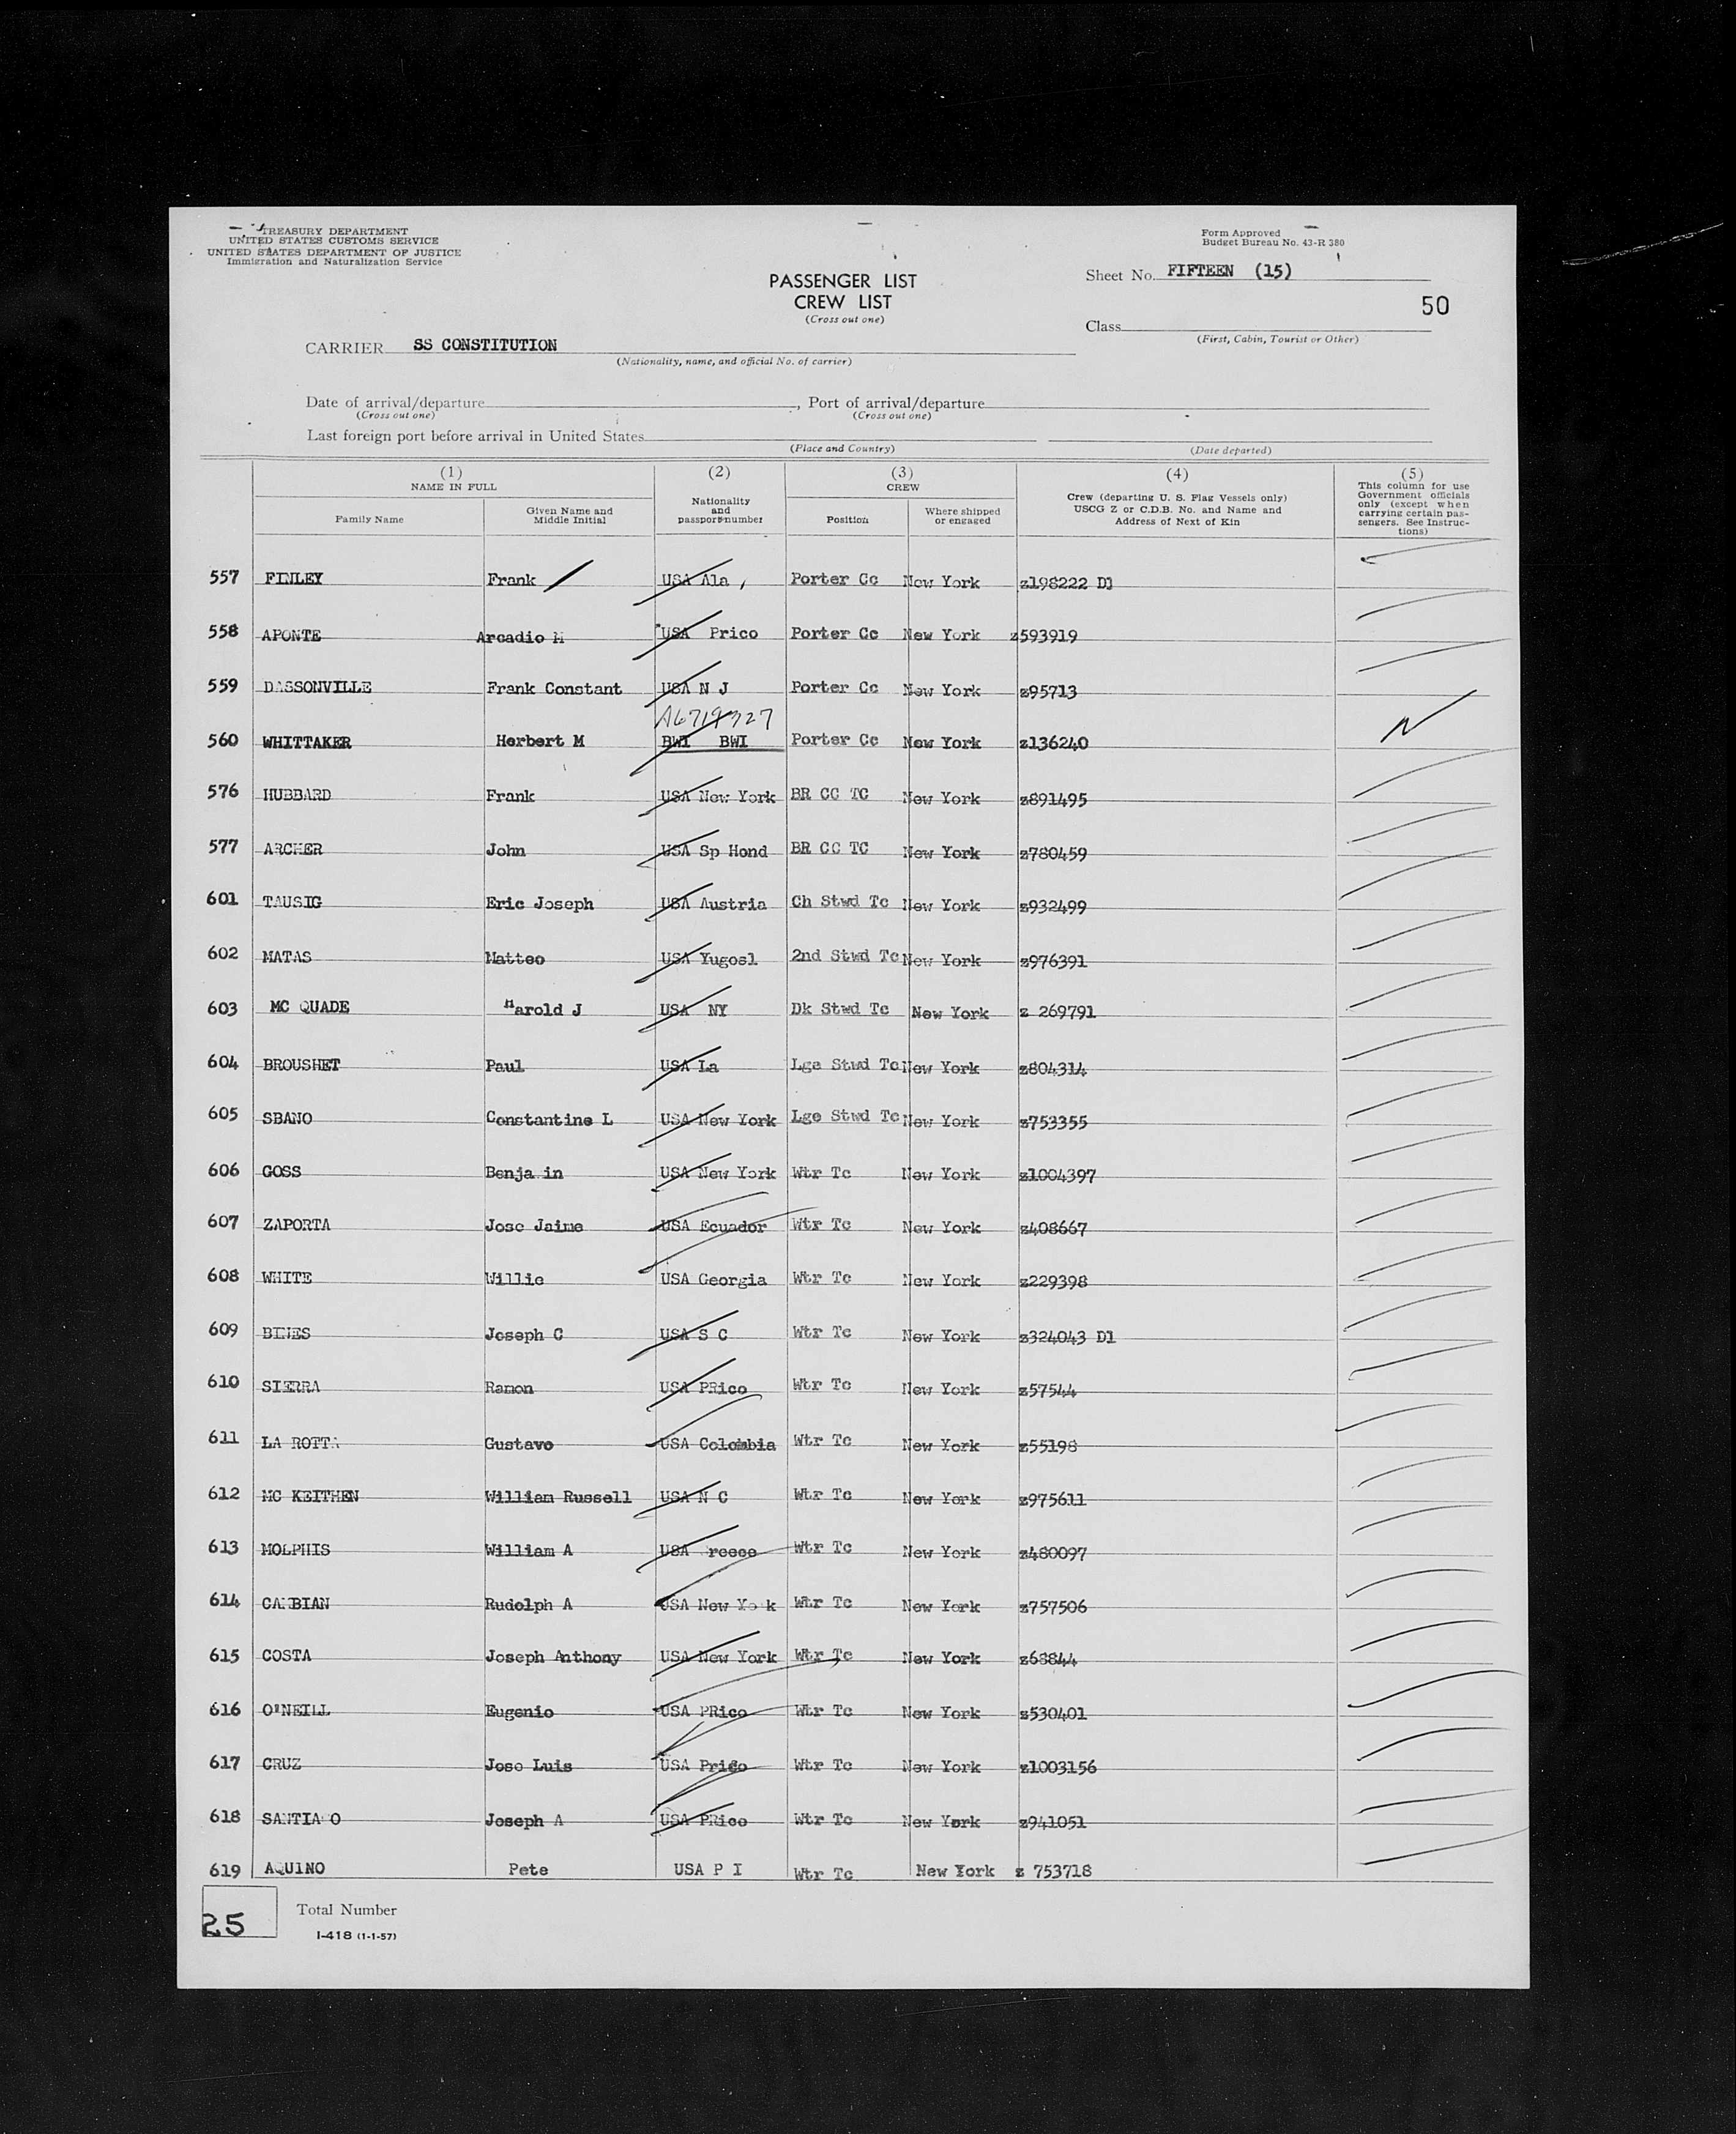 TREASURY DEPARTMENT
UNITED STATES CUSTOMS SERVICE
UNITED STATES DEPARTMENT OF JUSTICE
Immigration and Naturalization Service
Form Approved
Budget Bureau No. 43-R 380
PASSENGER LIST
CREW LIST
(Cross out one)
Sheet No. FIFTEEN (15)
50
Class
(First, Cabin, Tourist or Other)
CARRIER SS CONSTITUTION
(Nationality, name, and official No. of carrier)
Date of arrival/departure , Port of arrival/departure
(Cross out one) (Cross out one)
Last foreign port before arrival in United States
(Place and Country) (Date departed)
(1) (2) (3) (4) (5)
NAME IN FULL
Family Name
Given Name and Middle Initial
Nationality and passport number
CREW
Position
Where shipped or engaged
Crew (departing U. S. Flag Vessels only)
USCG Z or C.D.B. No. and Name and
Address of Next of Kin
This column for use
Government officials
only (except when
carrying certain pas-
sengers. See Instruc-
tions)
557 FINLEY Frank USA Ala , Porter Cc New York z198222 D1
558 APONTE Arcadio M USA Prico Porter Cc New York z593919
559 DASSONVILLE Frank Constant USA N J Porter Cc New York z95713
A6719327
560 WHITTAKER Herbert M BWI BWI Porter Cc New York z136240
576 HUBBARD Frank USA New York BR CC TC New York z891495
577 ARCHER John USA Sp Hond BR CC TC New York z780459
601 TAUSIG Eric Joseph USA Austria Ch Stwd Tc New York z932499
602 MATAS Matteo USA Yugosl 2nd Stwd Tc New York z976391
603 MC QUADE Harold J USA NY Dk Stwd Tc New York z 269791
604 BROUSHET Paul USA La Lge Stwd Tc New York z804314
605 SBANO Constantine L USA New York Lge Stwd Tc New York z753355
606 GOSS Benja in USA New York Wtr Tc New York z1004397
607 ZAPORTA Jose Jaime USA Ecuador Wtr Tc New York z408667
608 WHITE Willie USA Georgia Wtr Tc New York z229398
609 BINES Joseph C USA S C Wtr Tc New York z324043 D1
610 SIERRA Ramon USA PRico Wtr Tc New York z57544
611 LA ROTTA Gustavo USA Colombia Wtr Tc New York z55198
612 MC KEITHEN William Russell USA N C Wtr Tc New York z975611
613 MOLPHIS William A USA reece Wtr Tc New York z480097
614 Rudolph A USA New Yo k Wtr Tc New York z757506
615 COSTA Joseph Anthony USA New York Wtr Tc New York z68844
616 O'NEILL Eugenio USA PRico Wtr Tc New York z530401
617 CRUZ Jose Luis USA Prico Wtr Tc New York z1003156
618 SANTIA O Joseph A USA PRico Wtr Tc New York z941051
619 AQUINO Pete USA P I Wtr Tc New York z 753718
25 Total Number
I-418 (1-1-57)